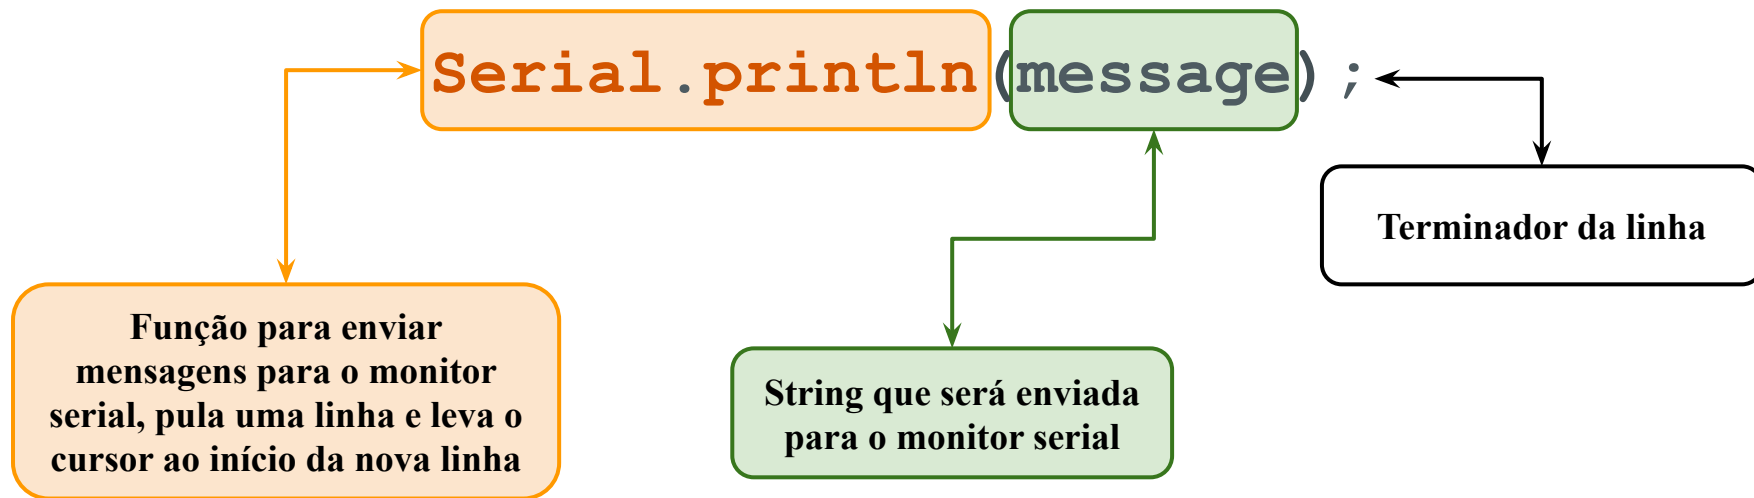 Serial.println(message);
Terminador da linha
Função para enviar
mensagens para o monitor
serial, pula uma linha e leva o
cursor ao início da nova linha
String que será enviada
para o monitor serial